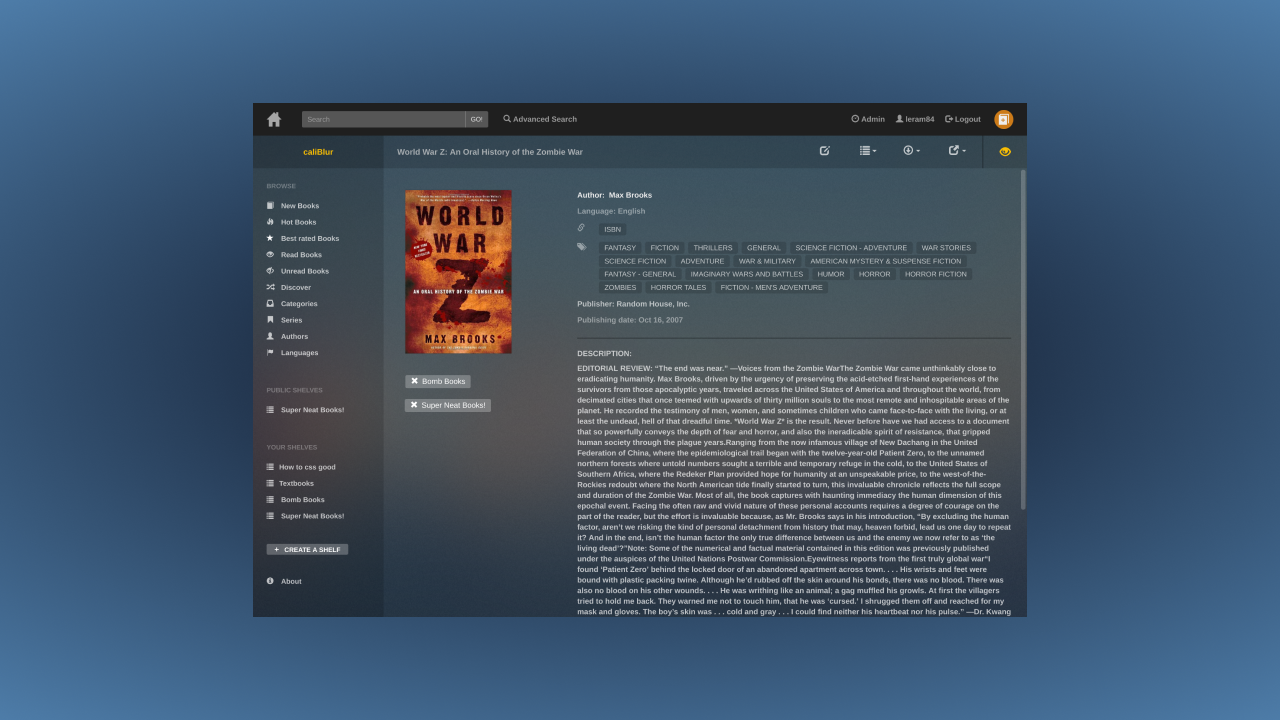 Search
GO!
Advanced Search
Admin
leram84
Logout
caliBlur
World War Z: An Oral History of the Zombie War
BROWSE
New Books
Hot Books
Best rated Books
Read Books
Unread Books
Discover
Categories
Series
Authors
Languages
PUBLIC SHELVES
Super Neat Books!
YOUR SHELVES
How to css good
Textbooks
Bomb Books
Super Neat Books!
+ CREATE A SHELF
About
WORLD
WAR
Z
AN ORAL HISTORY OF THE ZOMBIE WAR
MAX BROOKS
Bomb Books
Super Neat Books!
Author: Max Brooks
Language: English
ISBN
FANTASY FICTION THRILLERS GENERAL SCIENCE FICTION - ADVENTURE WAR STORIES
SCIENCE FICTION ADVENTURE WAR & MILITARY AMERICAN MYSTERY & SUSPENSE FICTION
FANTASY - GENERAL IMAGINARY WARS AND BATTLES HUMOR HORROR HORROR FICTION
ZOMBIES HORROR TALES FICTION - MEN'S ADVENTURE
Publisher: Random House, Inc.
Publishing date: Oct 16, 2007
DESCRIPTION:
EDITORIAL REVIEW: “The end was near.” —Voices from the Zombie WarThe Zombie War came unthinkably close to
eradicating humanity. Max Brooks, driven by the urgency of preserving the acid-etched first-hand experiences of the
survivors from those apocalyptic years, traveled across the United States of America and throughout the world, from
decimated cities that once teemed with upwards of thirty million souls to the most remote and inhospitable areas of the
planet. He recorded the testimony of men, women, and sometimes children who came face-to-face with the living, or at
least the undead, hell of that dreadful time. *World War Z* is the result. Never before have we had access to a document
that so powerfully conveys the depth of fear and horror, and also the ineradicable spirit of resistance, that gripped
human society through the plague years.Ranging from the now infamous village of New Dachang in the United
Federation of China, where the epidemiological trail began with the twelve-year-old Patient Zero, to the unnamed
northern forests where untold numbers sought a terrible and temporary refuge in the cold, to the United States of
Southern Africa, where the Redeker Plan provided hope for humanity at an unspeakable price, to the west-of-the-
Rockies redoubt where the North American tide finally started to turn, this invaluable chronicle reflects the full scope
and duration of the Zombie War. Most of all, the book captures with haunting immediacy the human dimension of this
epochal event. Facing the often raw and vivid nature of these personal accounts requires a degree of courage on the
part of the reader, but the effort is invaluable because, as Mr. Brooks says in his introduction, “By excluding the human
factor, aren’t we risking the kind of personal detachment from history that may, heaven forbid, lead us one day to repeat
it? And in the end, isn’t the human factor the only true difference between us and the enemy we now refer to as ‘the
living dead’?”Note: Some of the numerical and factual material contained in this edition was previously published
under the auspices of the United Nations Postwar Commission.Eyewitness reports from the first truly global war“I
found ‘Patient Zero’ behind the locked door of an abandoned apartment across town. . . . His wrists and feet were
bound with plastic packing twine. Although he’d rubbed off the skin around his bonds, there was no blood. There was
also no blood on his other wounds. . . . He was writhing like an animal; a gag muffled his growls. At first the villagers
tried to hold me back. They warned me not to touch him, that he was ‘cursed.’ I shrugged them off and reached for my
mask and gloves. The boy’s skin was . . . cold and gray . . . I could find neither his heartbeat nor his pulse.” —Dr. Kwang